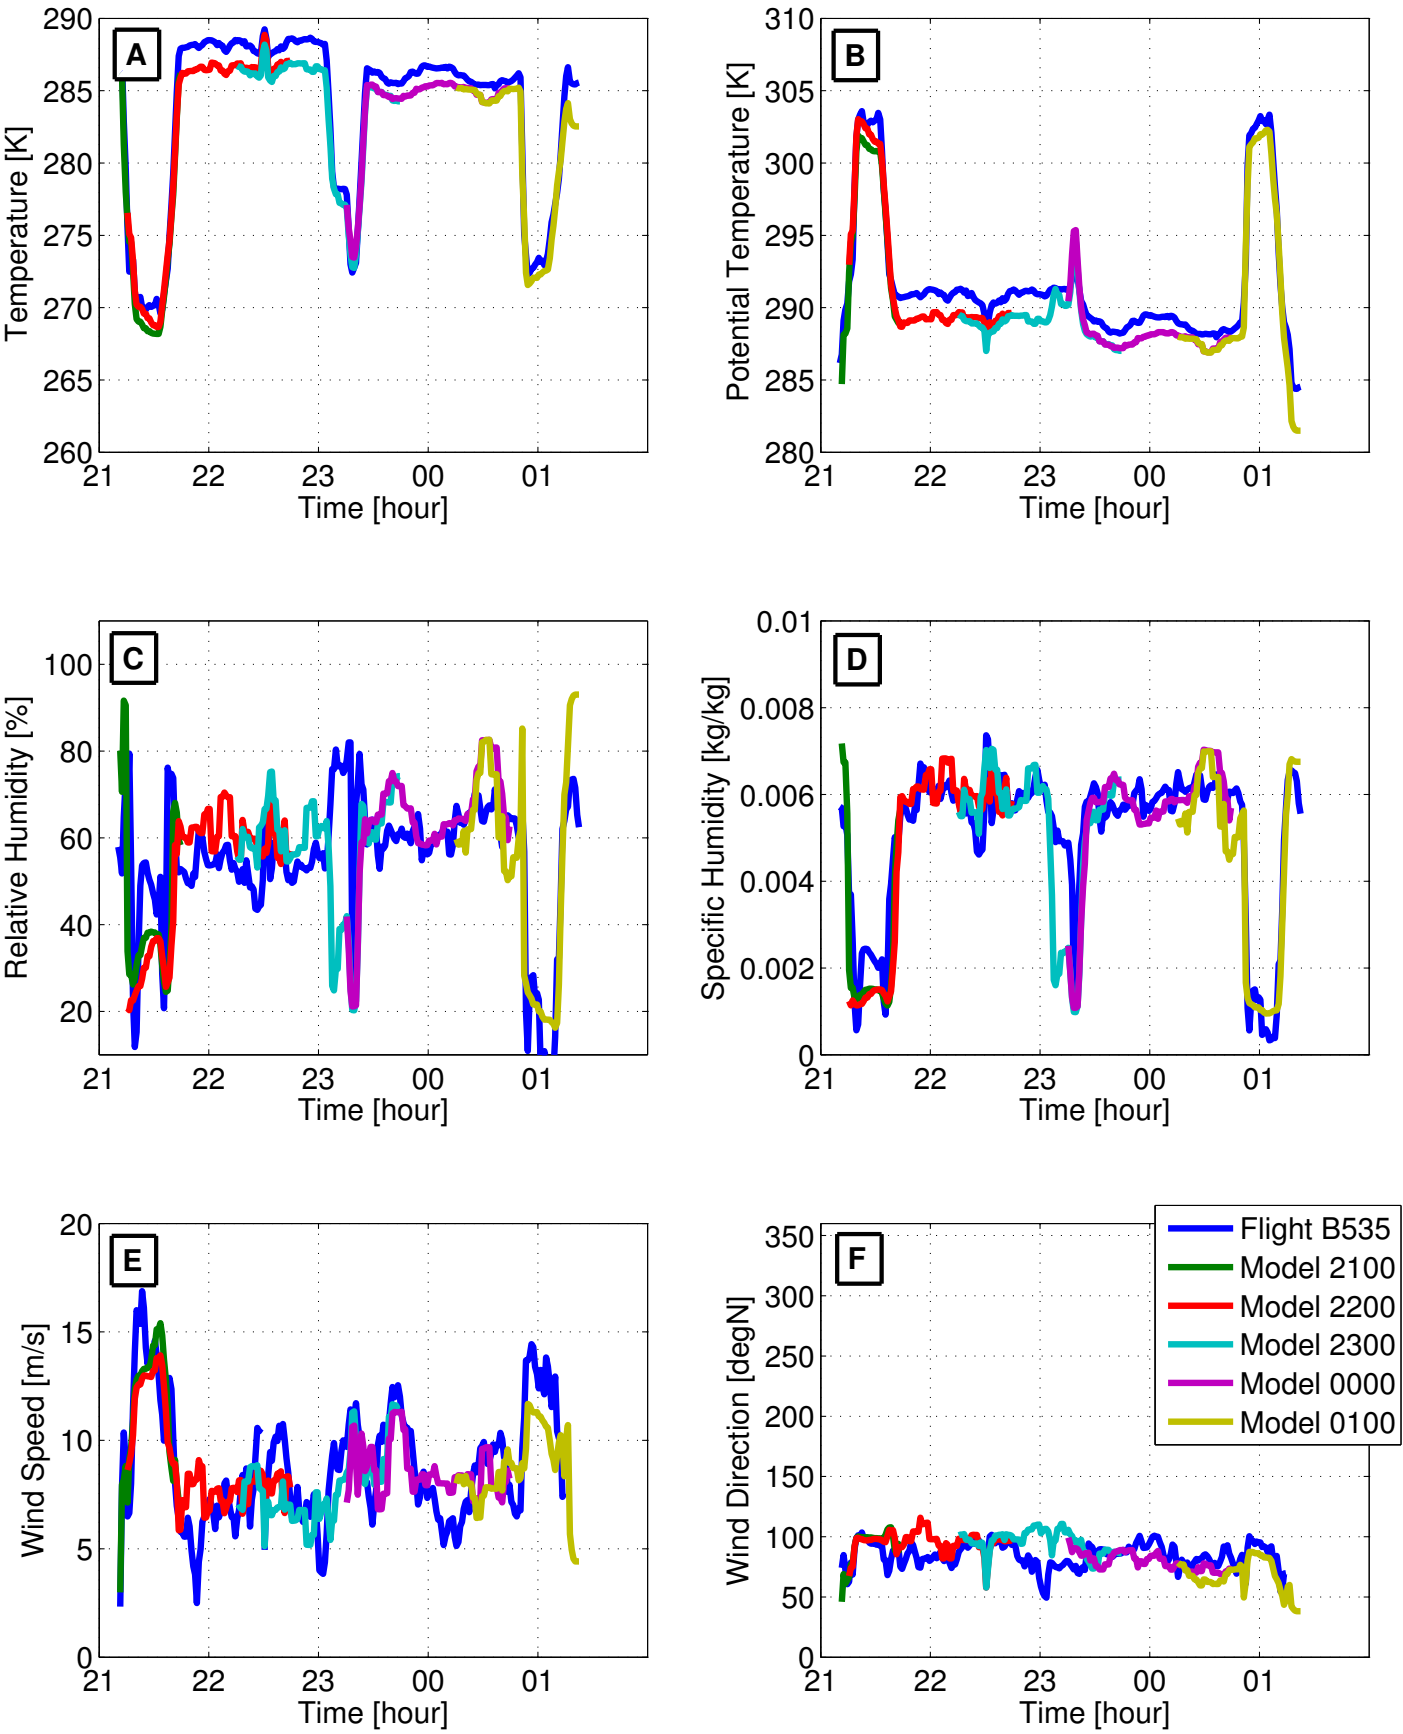 A
Temperature [K]
290
285
280
275
270
265
260
21 22 23 00 01
Time [hour]
B
Potential Temperature [K]
310
305
300
295
290
285
280
21 22 23 00 01
Time [hour]
C
Relative Humidity [%]
100
80
60
40
20
21 22 23 00 01
Time [hour]
D
Specific Humidity [kg/kg]
0.01
0.008
0.006
0.004
0.002
0
21 22 23 00 01
Time [hour]
E
Wind Speed [m/s]
20
15
10
5
0
21 22 23 00 01
Time [hour]
F
Wind Direction [degN]
350
300
250
200
150
100
50
0
21 22 23 00 01
Time [hour]
Flight B535
Model 2100
Model 2200
Model 2300
Model 0000
Model 0100